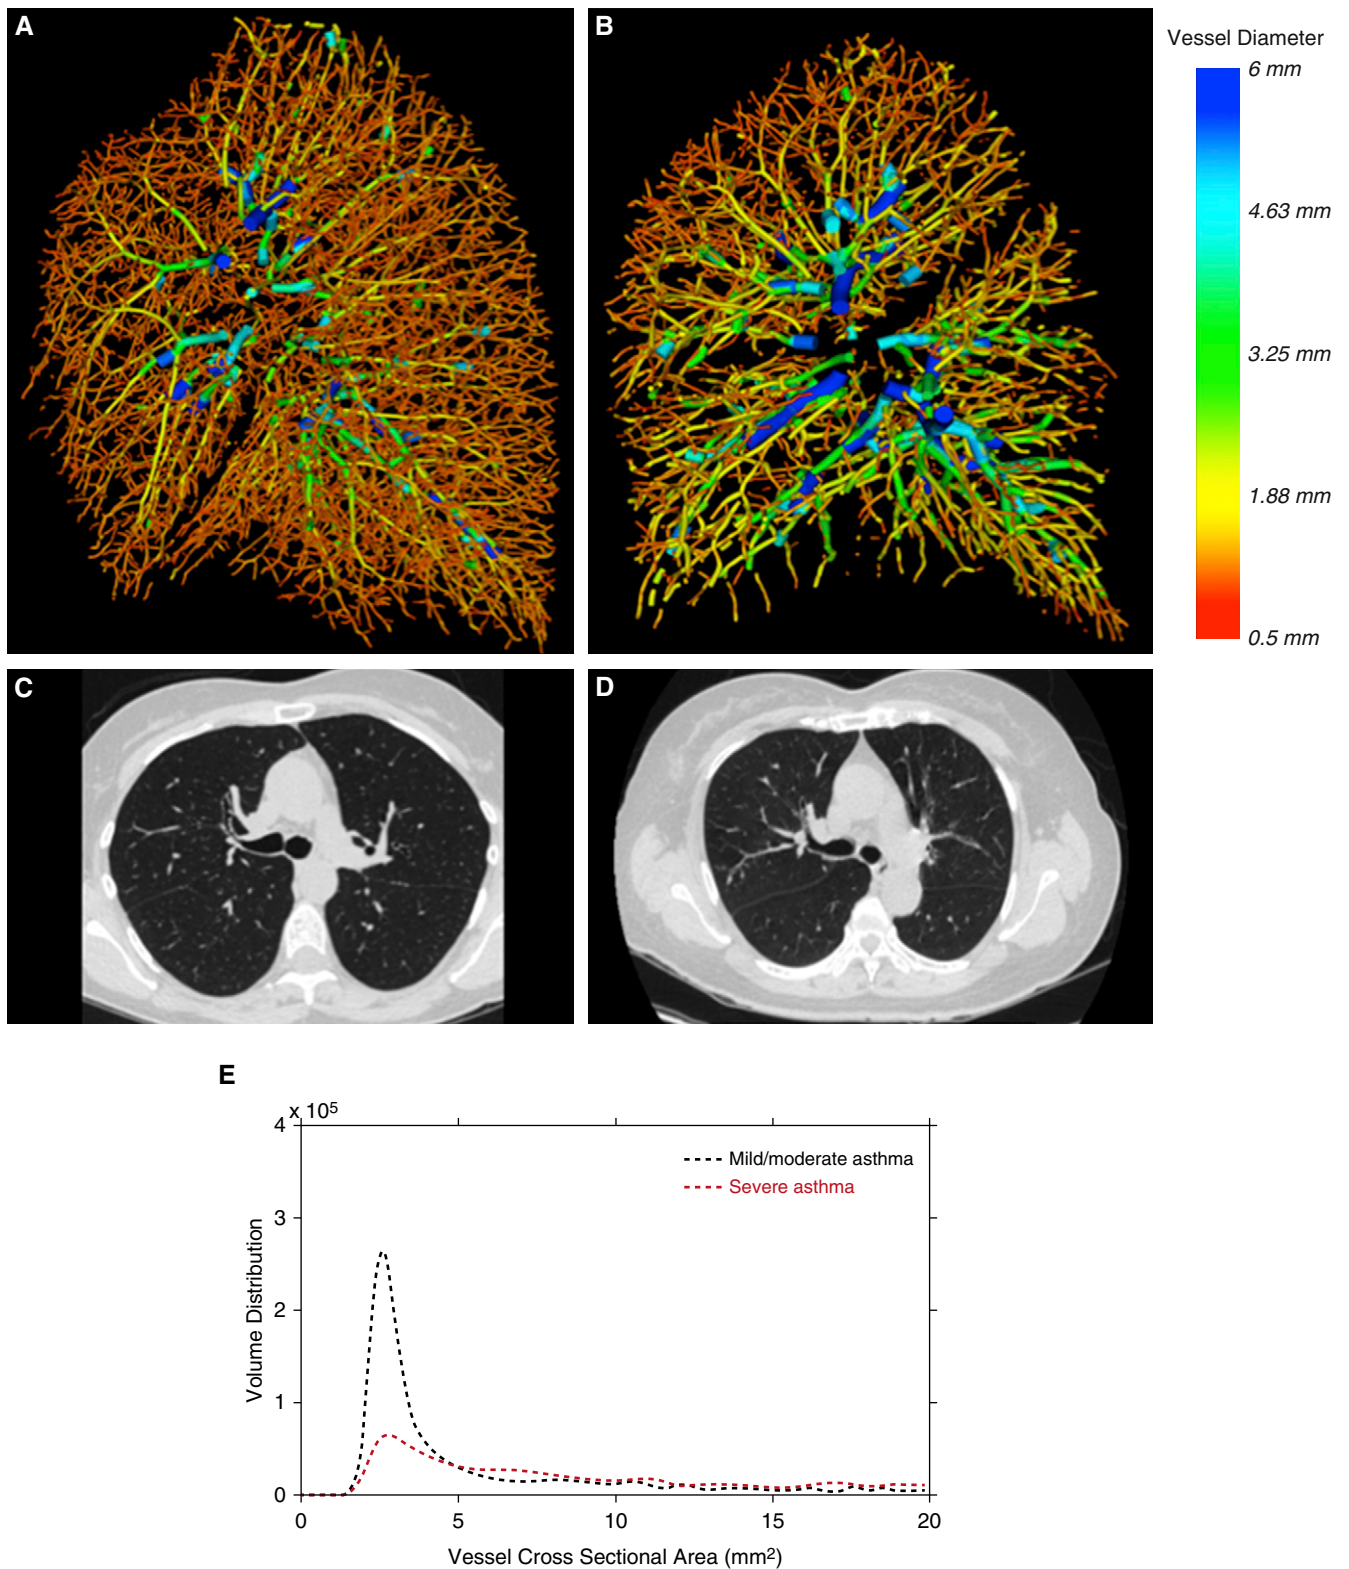 A
B
Vessel Diameter
6 mm
4.63 mm
3.25 mm
1.88 mm
0.5 mm
C
D
E
x 10⁵
4
3
2
1
0
Volume Distribution
Mild/moderate asthma
Severe asthma
0 5 10 15 20
Vessel Cross Sectional Area (mm²)